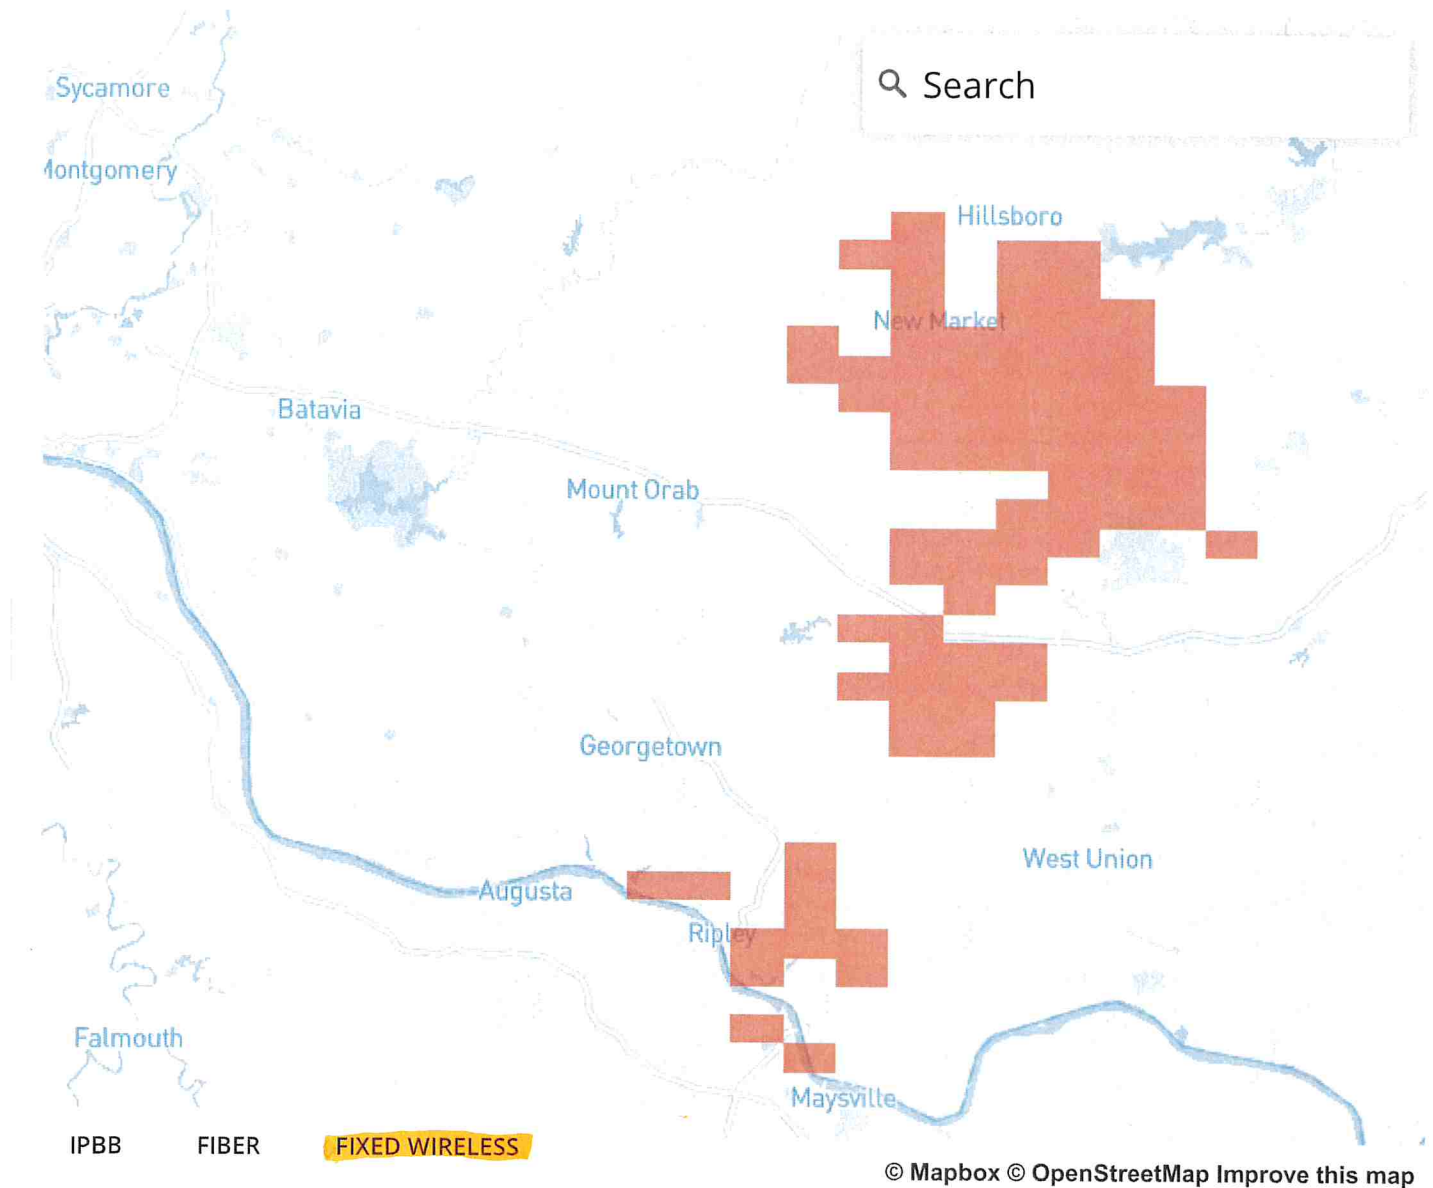 Search
Sycamore
Montgomery
Hillsboro
New Market
Batavia
Mount Orab
Georgetown
West Union
Augusta
Ripley
Falmouth
Maysville
IPBB FIBER FIXED WIRELESS
© Mapbox © OpenStreetMap Improve this map